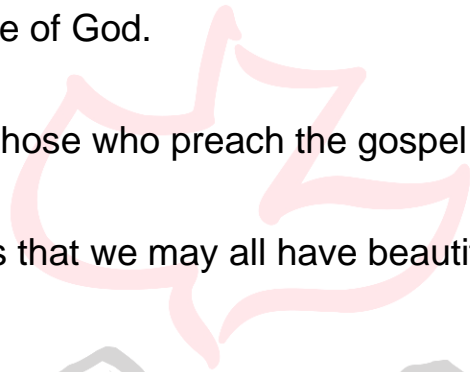 e of God.
hose who preach the gospel
s that we may all have beauti